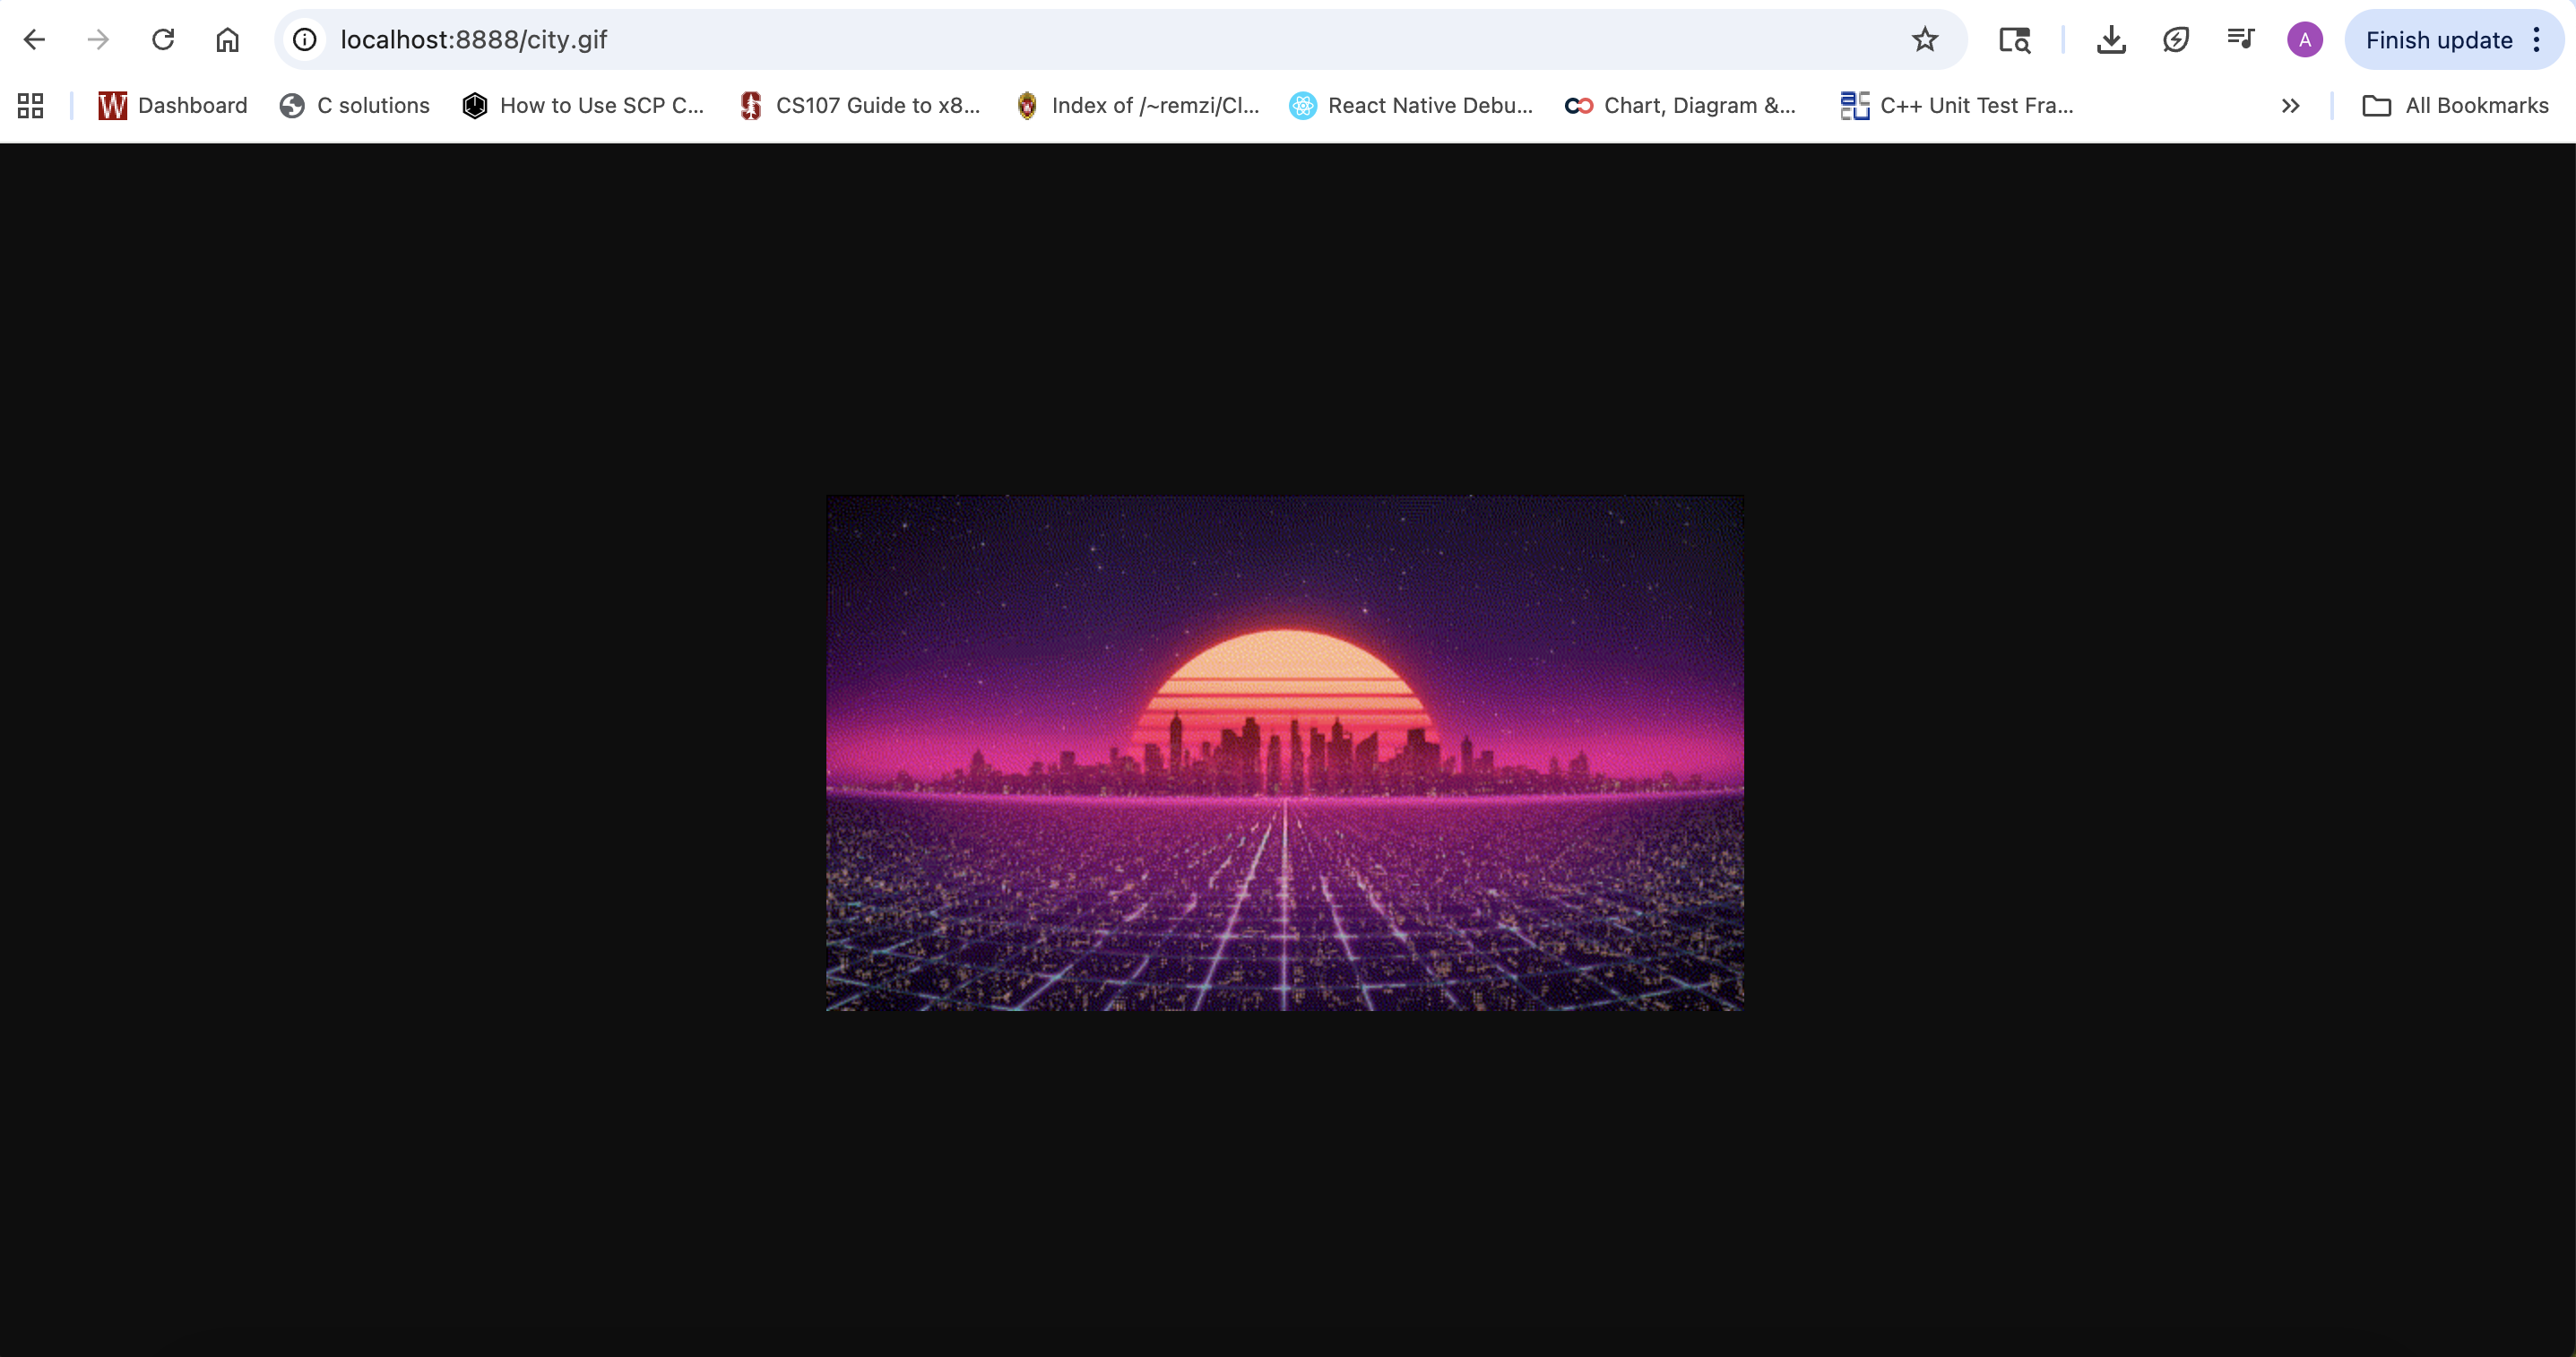 localhost:8888/city.gif
A
Finish update
Dashboard
C solutions
How to Use SCP C...
CS107 Guide to x8...
Index of /~remzi/Cl...
React Native Debu...
Chart, Diagram &...
C++ Unit Test Fra...
All Bookmarks